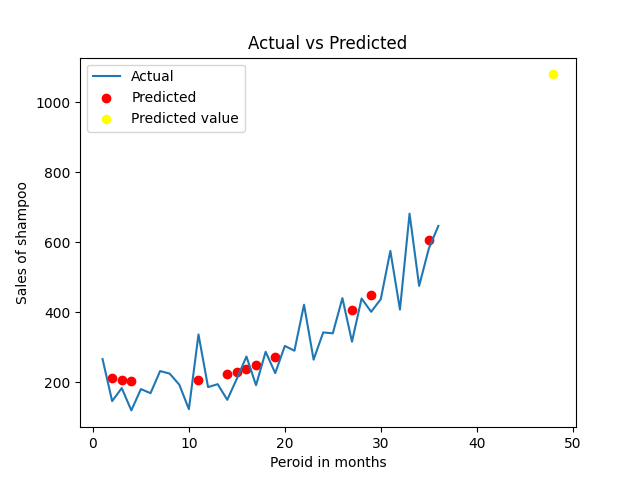 Actual vs Predicted
Actual
Predicted
Predicted value
Sales of shampoo
1000
800
600
400
200
0 10 20 30 40 50
Peroid in months